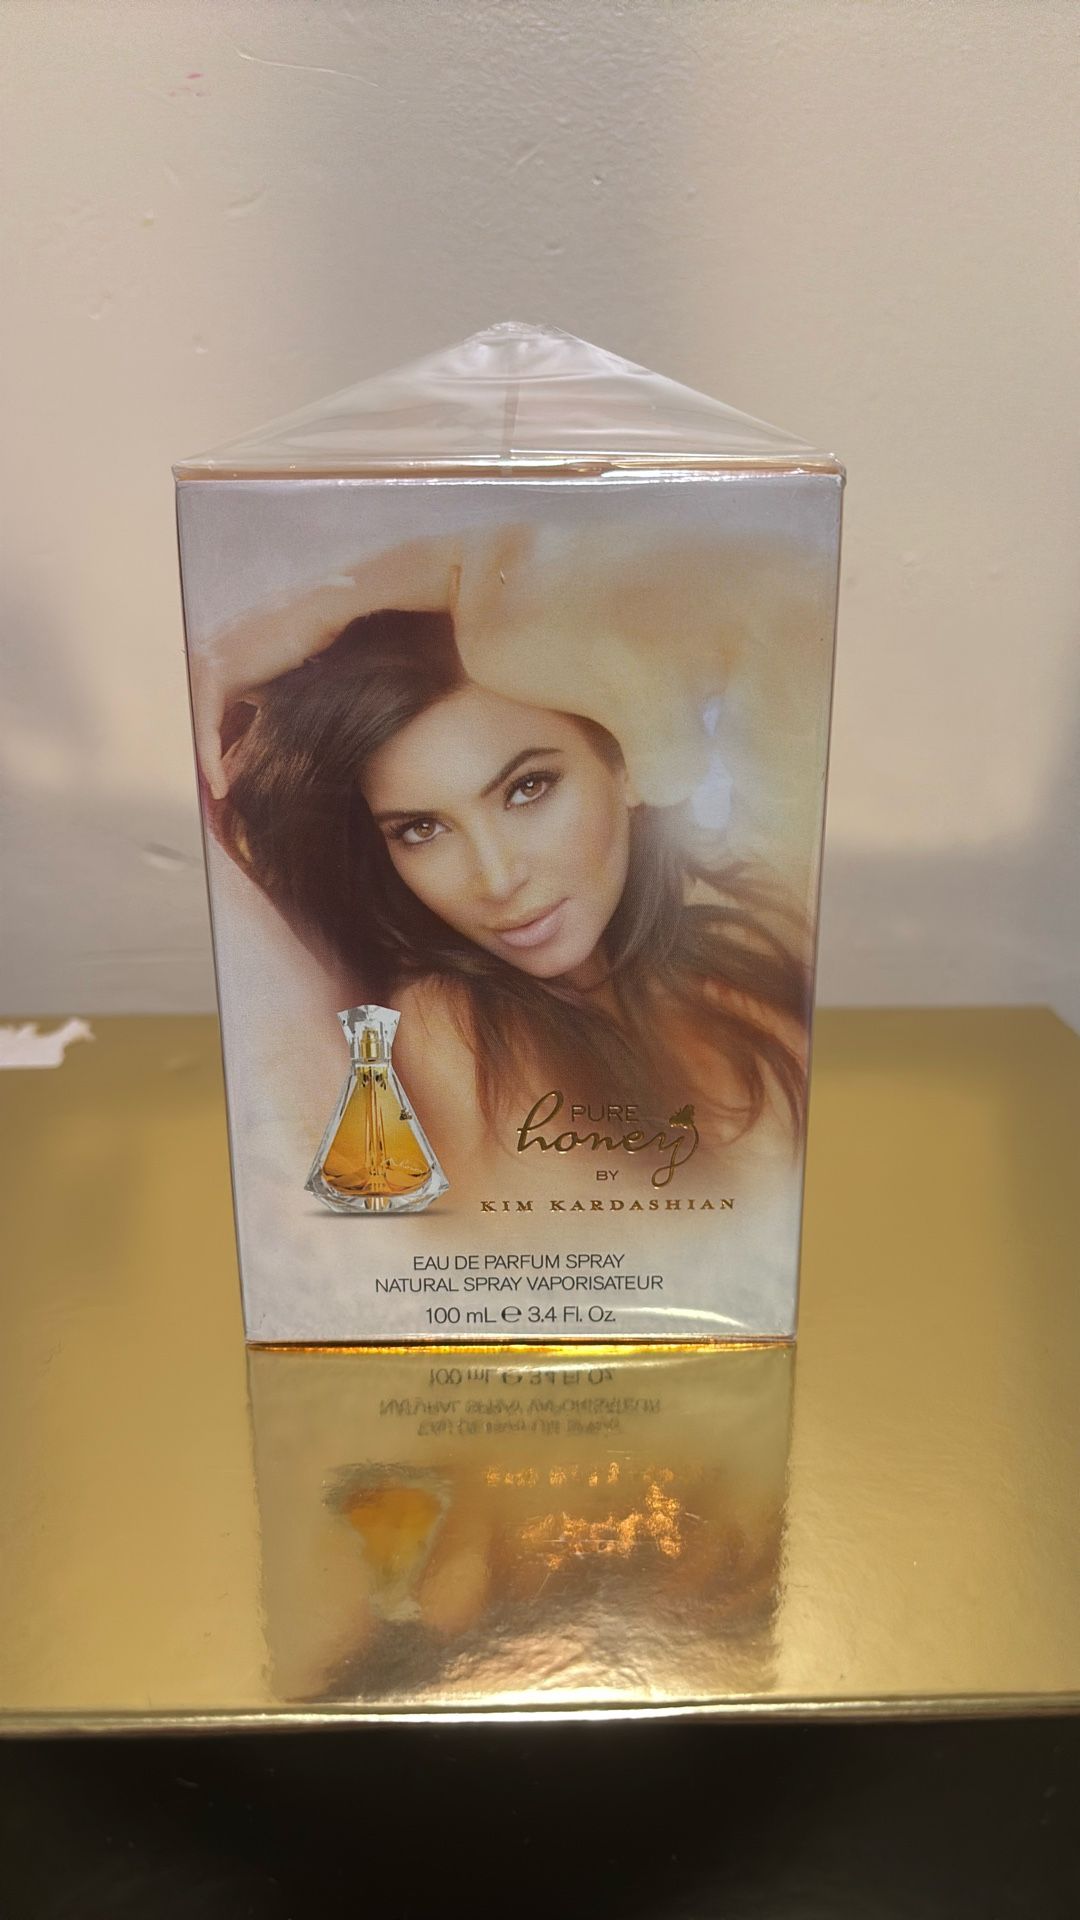 PURE
honey
BY
KIM KARDASHIAN
EAU DE PARFUM SPRAY
NATURAL SPRAY VAPORISATEUR
100 mL ℮ 3.4 Fl. Oz.